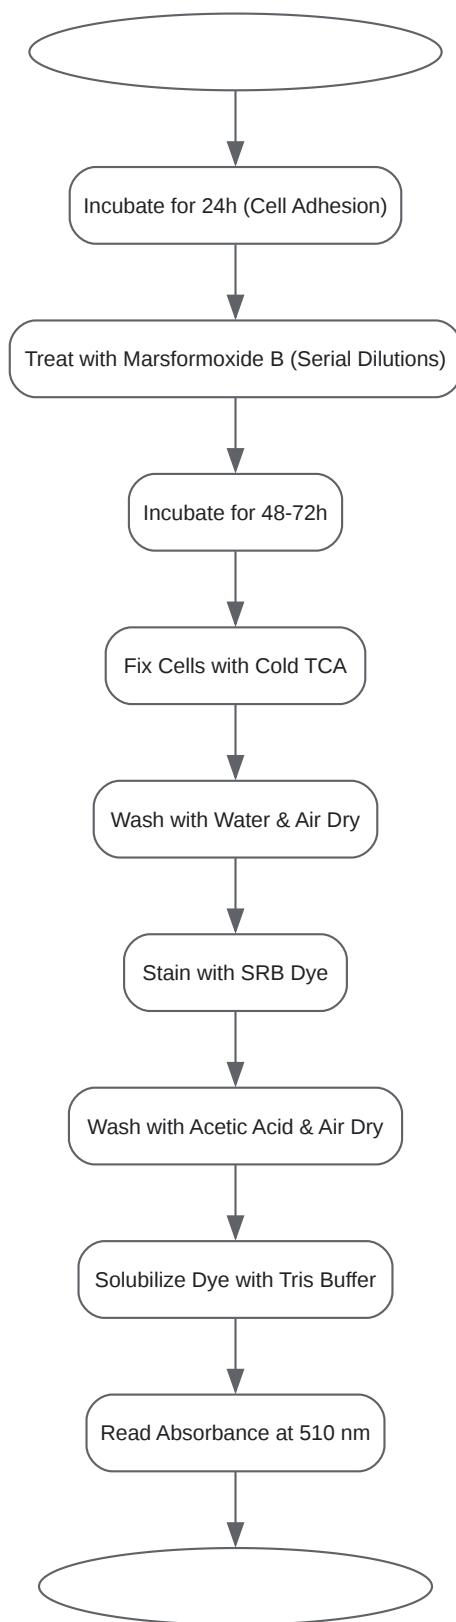 Incubate for 24h (Cell Adhesion)
Treat with Marsformoxide B (Serial Dilutions)
Incubate for 48-72h
Fix Cells with Cold TCA
Wash with Water & Air Dry
Stain with SRB Dye
Wash with Acetic Acid & Air Dry
Solubilize Dye with Tris Buffer
Read Absorbance at 510 nm